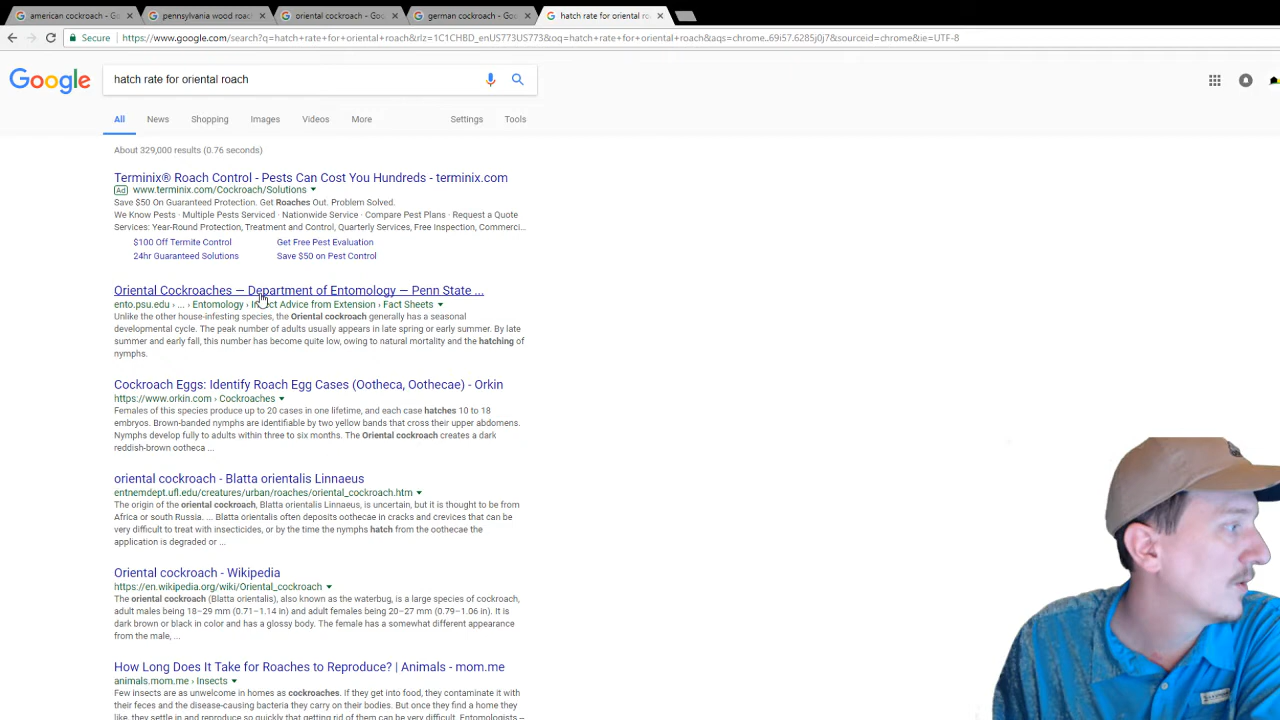 american cockroach - Goo
pennsylvania wood roach
oriental cockroach - Goo
german cockroach - Goo
hatch rate for oriental ro
Secure https://www.google.com/search?q=hatch+rate+for+oriental+roach&rlz=1C1CHBD_enUS773US773&oq=hatch+rate+for+oriental+roach&aqs=chrome..69i57.6285j0j7&sourceid=chrome&ie=UTF-8
Google hatch rate for oriental roach
All News Shopping Images Videos More Settings Tools
About 329,000 results (0.76 seconds)
Terminix® Roach Control - Pests Can Cost You Hundreds - terminix.com
Ad www.terminix.com/Cockroach/Solutions
Save $50 On Guaranteed Protection. Get Roaches Out. Problem Solved.
We Know Pests · Multiple Pests Serviced · Nationwide Service · Compare Pest Plans · Request a Quote
Services: Year-Round Protection, Treatment and Control, Quarterly Services, Free Inspection, Commerci...
$100 Off Termite Control Get Free Pest Evaluation
24hr Guaranteed Solutions Save $50 on Pest Control
Oriental Cockroaches — Department of Entomology — Penn State ...
ento.psu.edu › ... › Entomology › Insect Advice from Extension › Fact Sheets
Unlike the other house-infesting species, the Oriental cockroach generally has a seasonal
developmental cycle. The peak number of adults usually appears in late spring or early summer. By late
summer and early fall, this number has become quite low, owing to natural mortality and the hatching of
nymphs.
Cockroach Eggs: Identify Roach Egg Cases (Ootheca, Oothecae) - Orkin
https://www.orkin.com › Cockroaches
Females of this species produce up to 20 cases in one lifetime, and each case hatches 10 to 18
embryos. Brown-banded nymphs are identifiable by two yellow bands that cross their upper abdomens.
Nymphs develop fully to adults within three to six months. The Oriental cockroach creates a dark
reddish-brown ootheca ...
oriental cockroach - Blatta orientalis Linnaeus
entnemdept.ufl.edu/creatures/urban/roaches/oriental_cockroach.htm
The origin of the oriental cockroach, Blatta orientalis Linnaeus, is uncertain, but it is thought to be from
Africa or south Russia. ... Blatta orientalis often deposits oothecae in cracks and crevices that can be
very difficult to treat with insecticides, or by the time the nymphs hatch from the oothecae the
application is degraded or ...
Oriental cockroach - Wikipedia
https://en.wikipedia.org/wiki/Oriental_cockroach
The oriental cockroach (Blatta orientalis), also known as the waterbug, is a large species of cockroach,
adult males being 18–29 mm (0.71–1.14 in) and adult females being 20–27 mm (0.79–1.06 in). It is
dark brown or black in color and has a glossy body. The female has a somewhat different appearance
from the male, ...
How Long Does It Take for Roaches to Reproduce? | Animals - mom.me
animals.mom.me › Insects
Few insects are as unwelcome in homes as cockroaches. If they get into food, they contaminate it with
their feces and the disease-causing bacteria they carry on their bodies. But once they find a home they
like, they settle in and reproduce so quickly that getting rid of them can be very difficult. Entomologists --